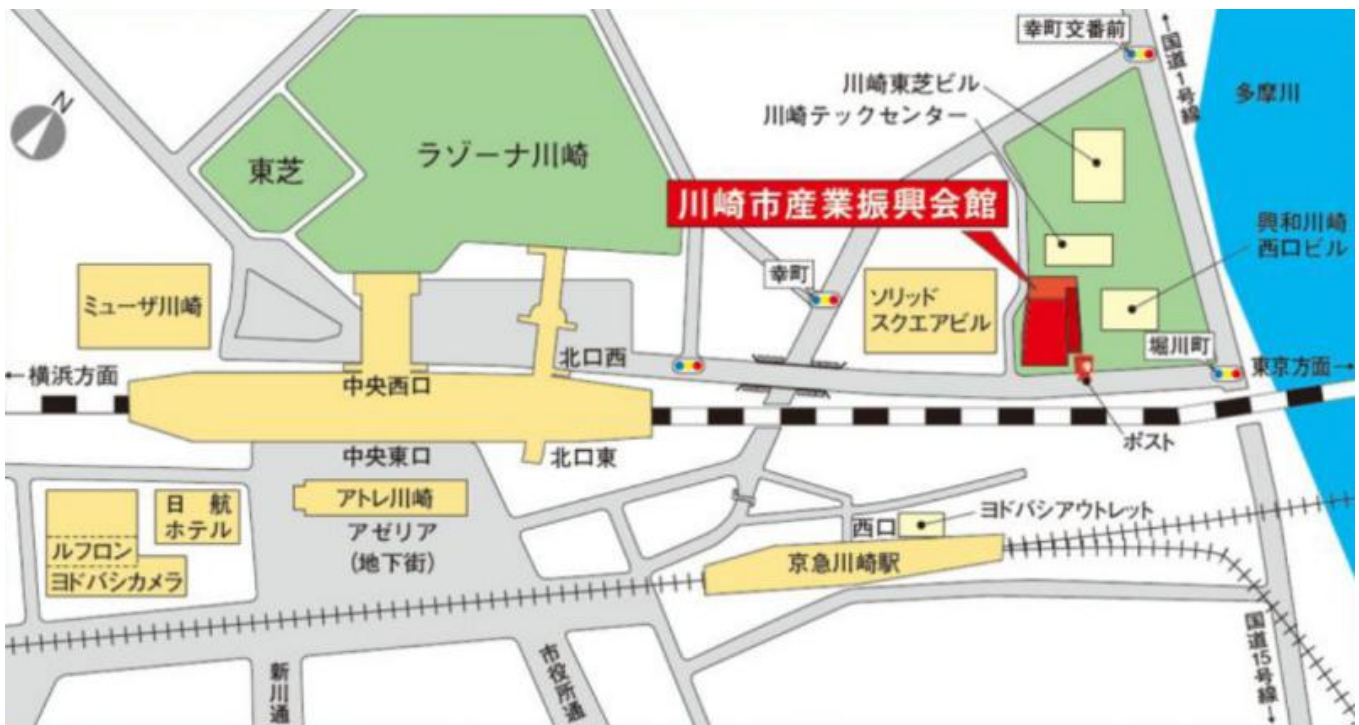 幸町交番前
←国道1号線
多摩川
川崎東芝ビル
川崎テックセンター
N
東芝
ラゾーナ川崎
川崎市産業振興会館
興和川崎
西口ビル
幸町
ミューザ川崎
ソリッド
スクエアビル
堀川町
北口西
←横浜方面
中央西口
東京方面→
中央東口
北口東
ポスト
アトレ川崎
日航
ホテル
アゼリア
(地下街)
ルフロン
ヨドバシカメラ
西口
ヨドバシアウトレット
京急川崎駅
新川通
市役所通
国道15号線→